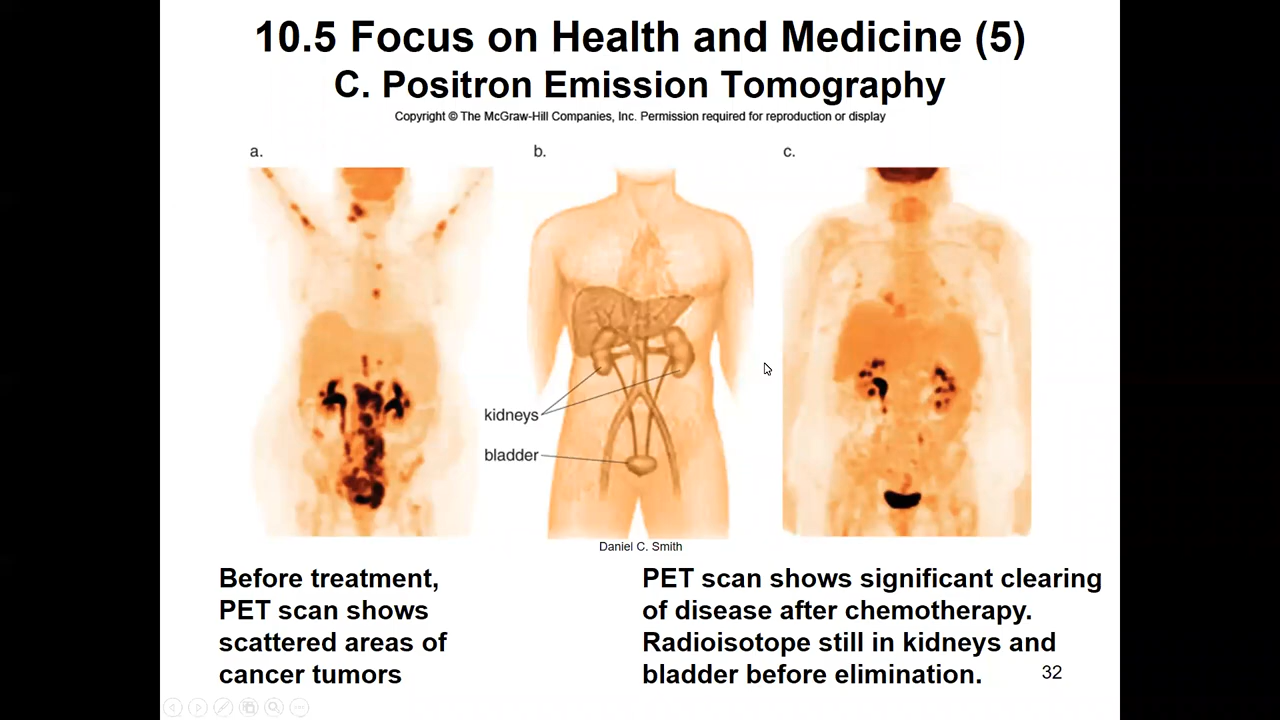 10.5 Focus on Health and Medicine (5)
C. Positron Emission Tomography
Copyright © The McGraw-Hill Companies, Inc. Permission required for reproduction or display
a.
b.
c.
kidneys
bladder
Daniel C. Smith
Before treatment,
PET scan shows
scattered areas of
cancer tumors
PET scan shows significant clearing
of disease after chemotherapy.
Radioisotope still in kidneys and
bladder before elimination.
32